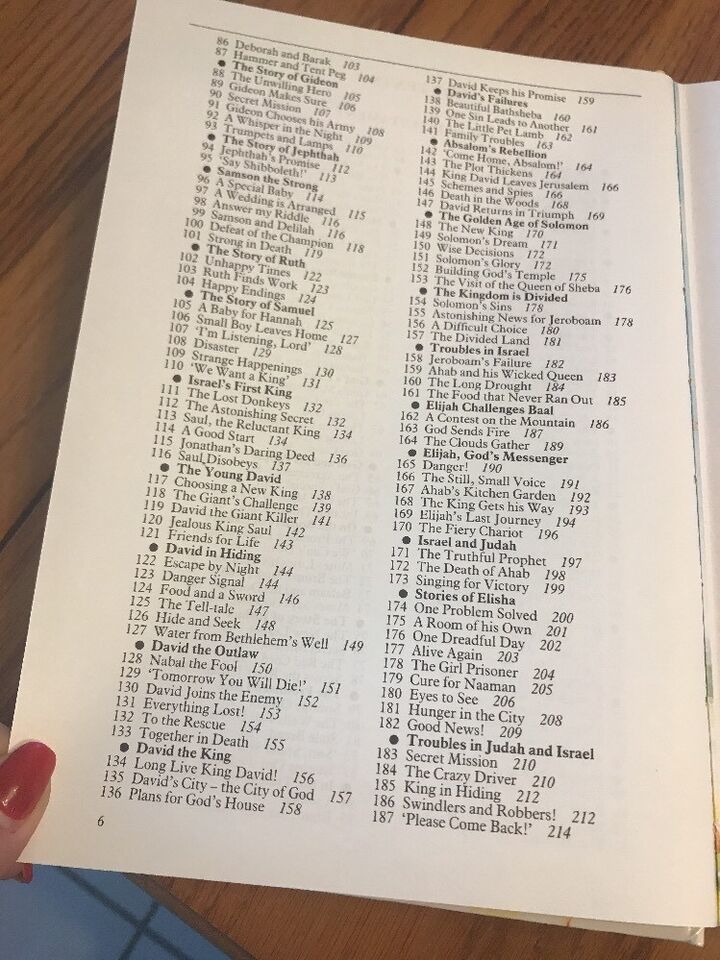 86 Deborah and Barak 103
87 Hammer and Tent Peg 104
● The Story of Gideon
88 The Unwilling Hero 105
89 Gideon Makes Sure 106
90 Secret Mission 107
91 Gideon Chooses his Army 108
92 A Whisper in the Night 109
93 Trumpets and Lamps 110
● The Story of Jephthah
94 Jephthah's Promise 112
95 'Say Shibboleth!' 113
● Samson the Strong
96 A Special Baby 114
97 A Wedding is Arranged 115
98 Answer my Riddle 116
99 Samson and Delilah 116
100 Defeat of the Champion 118
101 Strong in Death 119
● The Story of Ruth
102 Unhappy Times 122
103 Ruth Finds Work 123
104 Happy Endings 124
● The Story of Samuel
105 A Baby for Hannah 125
106 Small Boy Leaves Home 127
107 'I'm Listening, Lord' 128
108 Disaster 129
109 Strange Happenings 130
110 'We Want a King' 131
● Israel's First King
111 The Lost Donkeys 132
112 The Astonishing Secret 132
113 Saul, the Reluctant King 134
114 A Good Start 134
115 Jonathan's Daring Deed 136
116 Saul Disobeys 137
● The Young David
117 Choosing a New King 138
118 The Giant's Challenge 139
119 David the Giant Killer 141
120 Jealous King Saul 142
121 Friends for Life 143
● David in Hiding
122 Escape by Night 144
123 Danger Signal 144
124 Food and a Sword 146
125 The Tell-tale 147
126 Hide and Seek 148
127 Water from Bethlehem's Well 149
● David the Outlaw
128 Nabal the Fool 150
129 'Tomorrow You Will Die!' 151
130 David Joins the Enemy 152
131 Everything Lost! 153
132 To the Rescue 154
133 Together in Death 155
● David the King
134 Long Live King David! 156
135 David's City – the City of God 157
136 Plans for God's House 158
137 David Keeps his Promise 159
● David's Failures
138 Beautiful Bathsheba 160
139 One Sin Leads to Another 161
140 The Little Pet Lamb 162
141 Family Troubles 163
● Absalom's Rebellion
142 'Come Home, Absalom!' 164
143 The Plot Thickens 164
144 King David Leaves Jerusalem 166
145 Schemes and Spies 166
146 Death in the Woods 168
147 David Returns in Triumph 169
● The Golden Age of Solomon
148 The New King 170
149 Solomon's Dream 171
150 Wise Decisions 172
151 Solomon's Glory 172
152 Building God's Temple 175
153 The Visit of the Queen of Sheba 176
● The Kingdom is Divided
154 Solomon's Sins 178
155 Astonishing News for Jeroboam 178
156 A Difficult Choice 180
157 The Divided Land 181
● Troubles in Israel
158 Jeroboam's Failure 182
159 Ahab and his Wicked Queen 183
160 The Long Drought 184
161 The Food that Never Ran Out 185
● Elijah Challenges Baal
162 A Contest on the Mountain 186
163 God Sends Fire 187
164 The Clouds Gather 189
● Elijah, God's Messenger
165 Danger! 190
166 The Still, Small Voice 191
167 Ahab's Kitchen Garden 192
168 The King Gets his Way 193
169 Elijah's Last Journey 194
170 The Fiery Chariot 196
● Israel and Judah
171 The Truthful Prophet 197
172 The Death of Ahab 198
173 Singing for Victory 199
● Stories of Elisha
174 One Problem Solved 200
175 A Room of his Own 201
176 One Dreadful Day 202
177 Alive Again 203
178 The Girl Prisoner 204
179 Cure for Naaman 205
180 Eyes to See 206
181 Hunger in the City 208
182 Good News! 209
● Troubles in Judah and Israel
183 Secret Mission 210
184 The Crazy Driver 210
185 King in Hiding 212
186 Swindlers and Robbers! 212
187 'Please Come Back!' 214
6